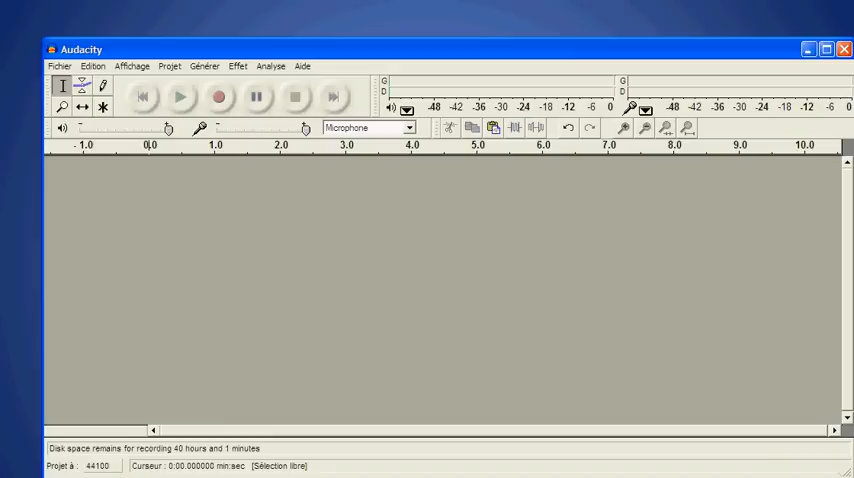 Audacity
Fichier Edition Affichage Projet Générer Effet Analyse Aide
G
D
-48 -42 -36 -30 -24 -18 -12 -6 0
G
D
-48 -42 -36 -30 -24 -18 -12 -6 0
Microphone
- 1.0 0.0 1.0 2.0 3.0 4.0 5.0 6.0 7.0 8.0 9.0 10.0
Disk space remains for recording 40 hours and 1 minutes
Projet à : 44100 Curseur : 0:00.000000 min:sec [Sélection libre]